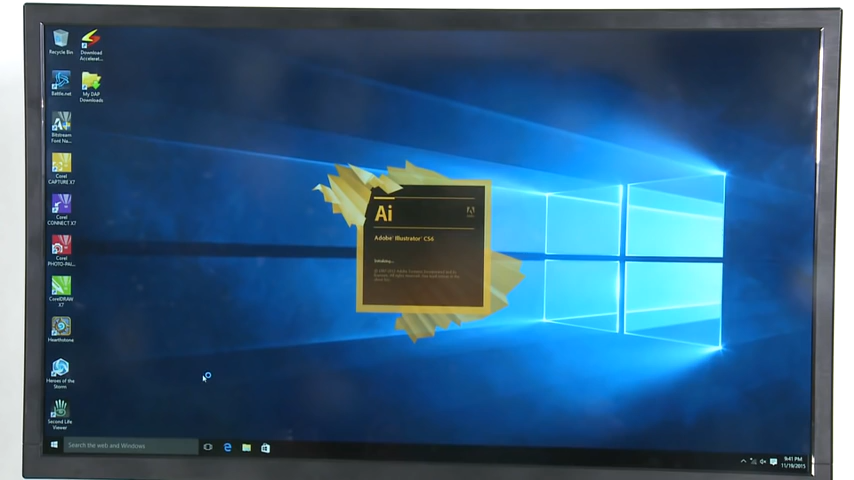 Recycle Bin
Download
Accelerat...
Battle.net
My DAP
Downloads
Bitstream
Font Na...
Corel
CAPTURE X7
Corel
CONNECT X7
Corel
PHOTO-PAI...
CorelDRAW
X7
Hearthstone
Heroes of the
Storm
Second Life
Viewer
Ai
Adobe
Adobe® Illustrator® CS6
Initializing...
Search the web and Windows
9:41 PM
11/19/2015